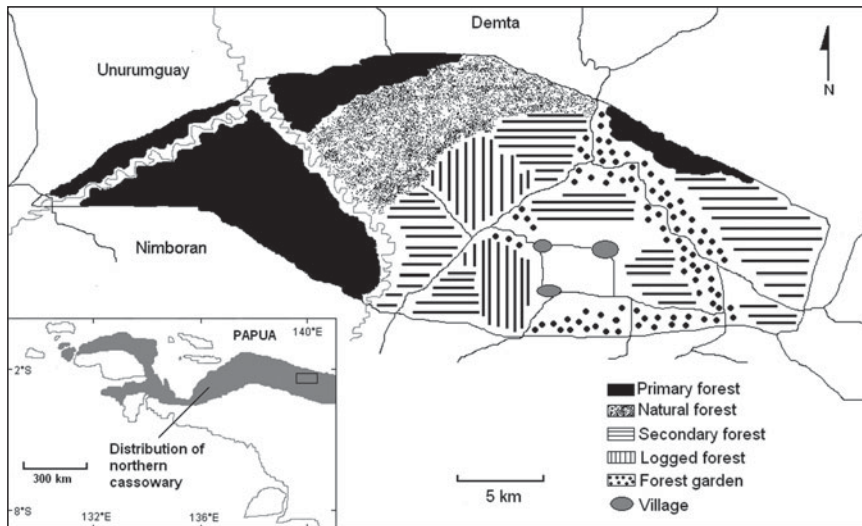 Demta
Unurumguay
N
Nimboran
PAPUA
140°E
2°S
Distribution of
northern
cassowary
300 km
8°S
132°E
136°E
5 km
Primary forest
Natural forest
Secondary forest
Logged forest
Forest garden
Village